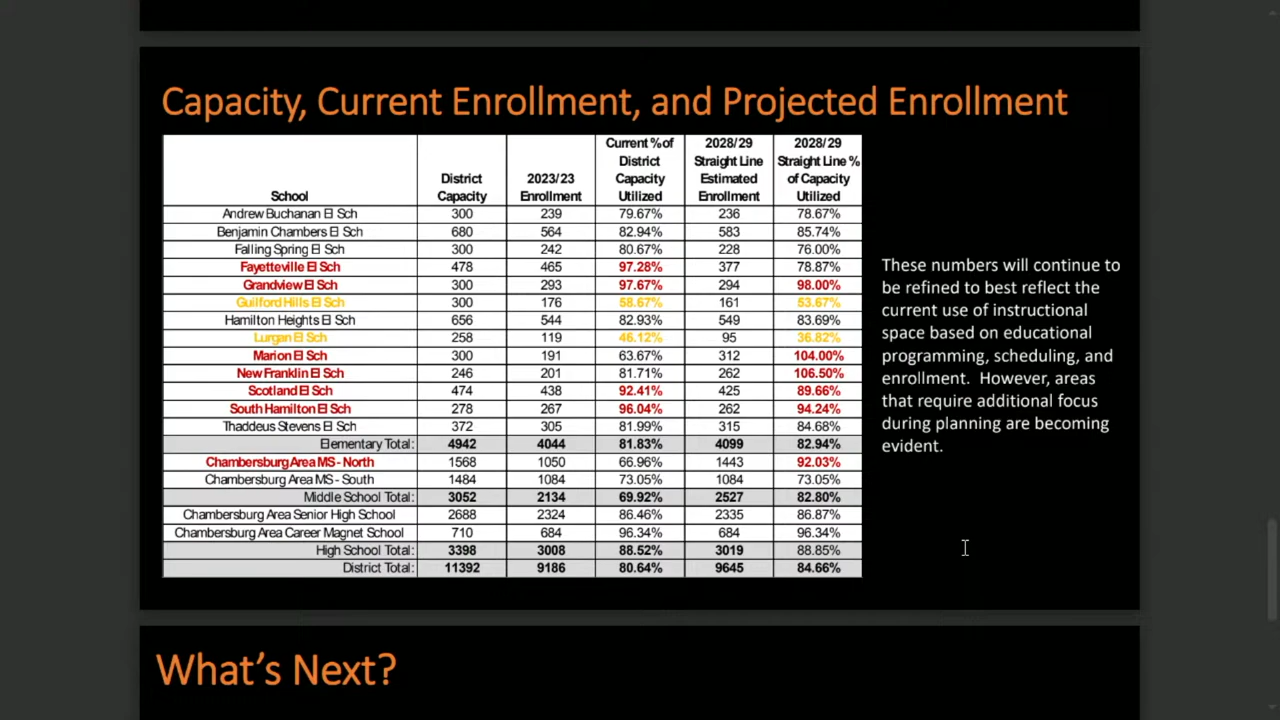 Capacity, Current Enrollment, and Projected Enrollment
School District Capacity 2023/23 Enrollment Current % of District Capacity Utilized 2028/29 Straight Line Estimated Enrollment 2028/29 Straight Line % of Capacity Utilized
Andrew Buchanan El Sch 300 239 79.67% 236 78.67%
Benjamin Chambers El Sch 680 564 82.94% 583 85.74%
Falling Spring El Sch 300 242 80.67% 228 76.00%
Fayetteville El Sch 478 465 97.28% 377 78.87%
Grandview El Sch 300 293 97.67% 294 98.00%
Guilford Hills El Sch 300 176 58.67% 161 53.67%
Hamilton Heights El Sch 656 544 82.93% 549 83.69%
Lurgan El Sch 258 119 46.12% 95 36.82%
Marion El Sch 300 191 63.67% 312 104.00%
New Franklin El Sch 246 201 81.71% 262 106.50%
Scotland El Sch 474 438 92.41% 425 89.66%
South Hamilton El Sch 278 267 96.04% 262 94.24%
Thaddeus Stevens El Sch 372 305 81.99% 315 84.68%
Elementary Total: 4942 4044 81.83% 4099 82.94%
Chambersburg Area MS - North 1568 1050 66.96% 1443 92.03%
Chambersburg Area MS - South 1484 1084 73.05% 1084 73.05%
Middle School Total: 3052 2134 69.92% 2527 82.80%
Chambersburg Area Senior High School 2688 2324 86.46% 2335 86.87%
Chambersburg Area Career Magnet School 710 684 96.34% 684 96.34%
High School Total: 3398 3008 88.52% 3019 88.85%
District Total: 11392 9186 80.64% 9645 84.66%
These numbers will continue to
be refined to best reflect the
current use of instructional
space based on educational
programming, scheduling, and
enrollment. However, areas
that require additional focus
during planning are becoming
evident.
What's Next?